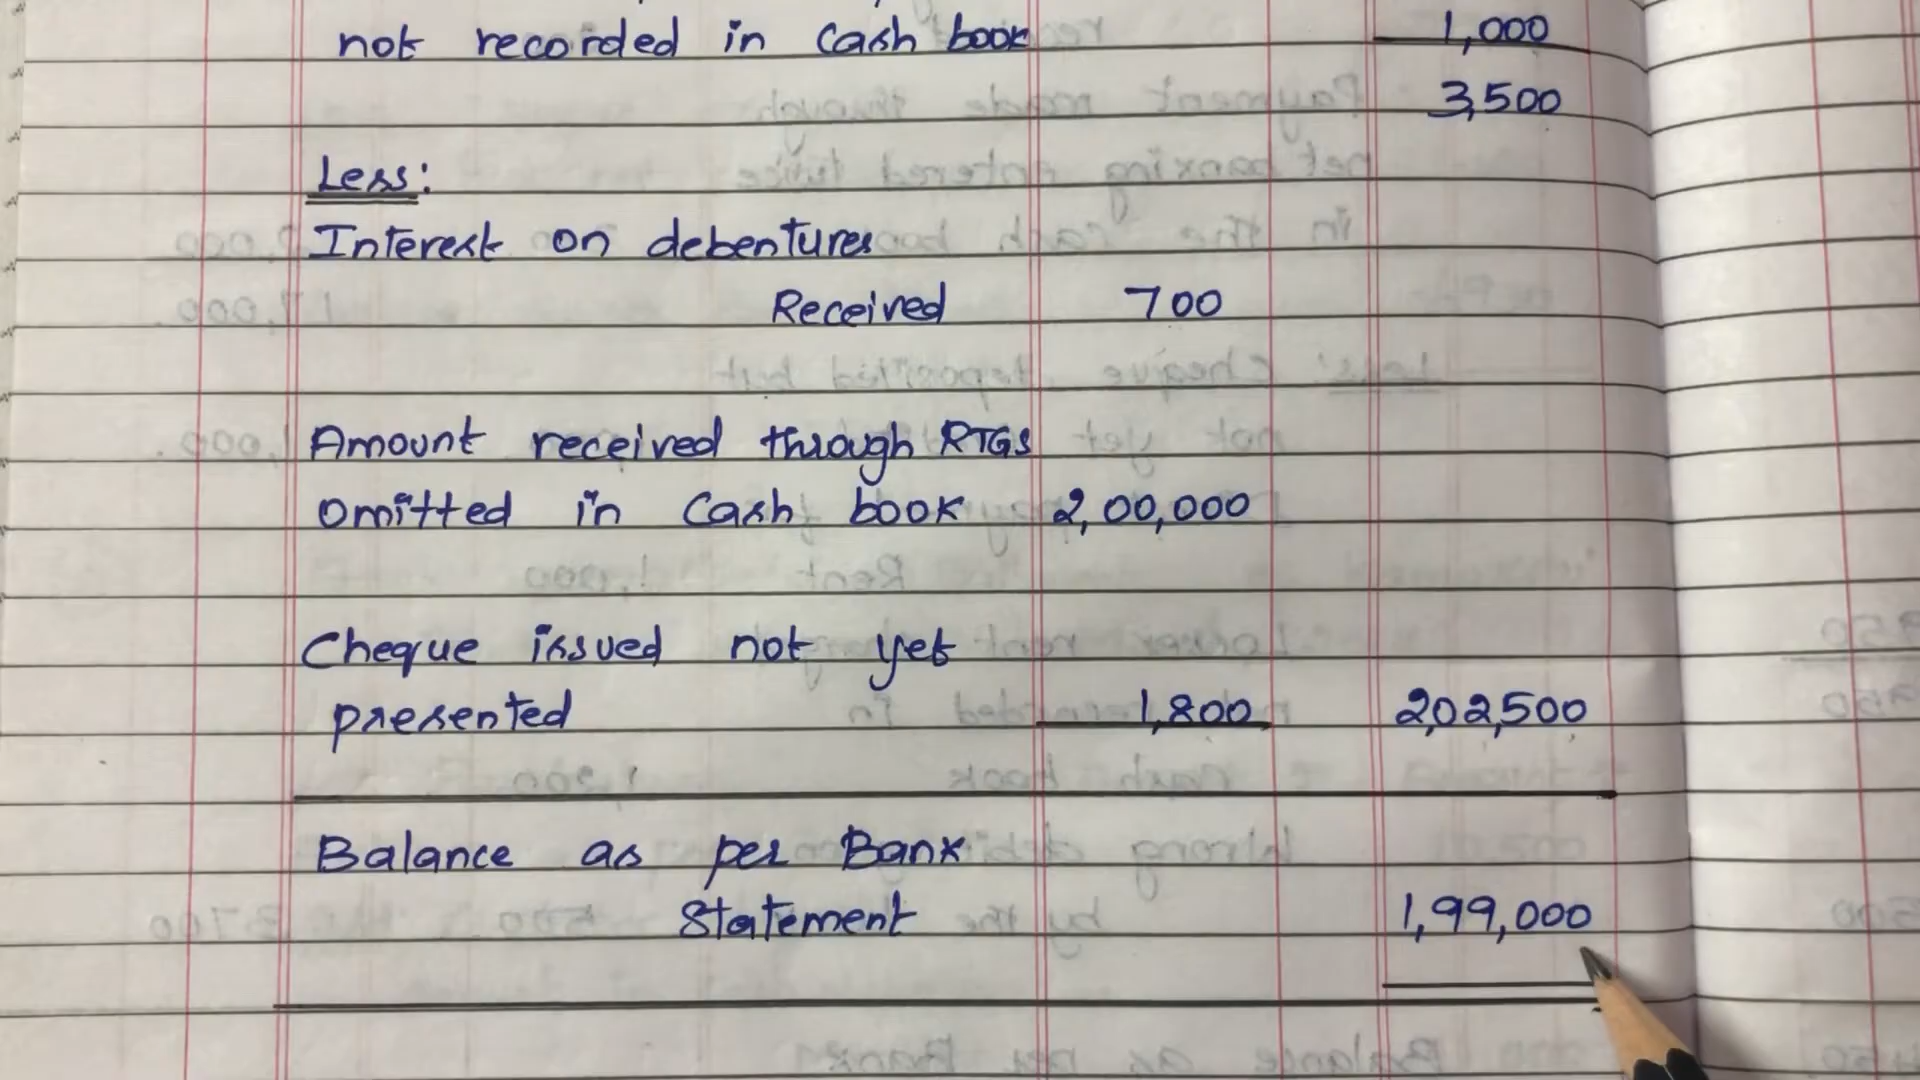 not recorded in cash book 1,000
3,500
Less:
Interest on debentures
Received 700
Amount received through RTGS
omitted in cash book 2,00,000
Cheque issued not yet
presented 1,800 202,500
Balance as per Bank
Statement 1,99,000